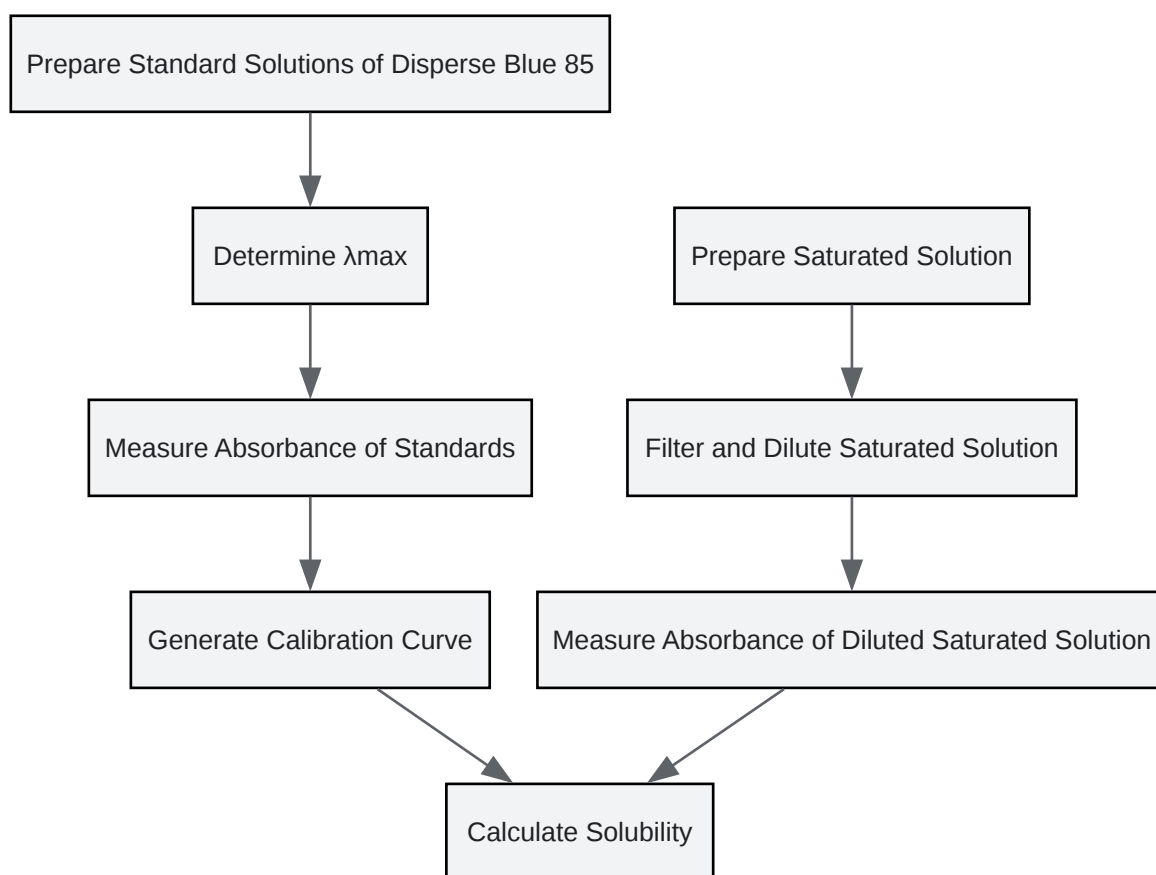 Prepare Standard Solutions of Disperse Blue 85
Determine λmax
Prepare Saturated Solution
Measure Absorbance of Standards
Filter and Dilute Saturated Solution
Generate Calibration Curve
Measure Absorbance of Diluted Saturated Solution
Calculate Solubility